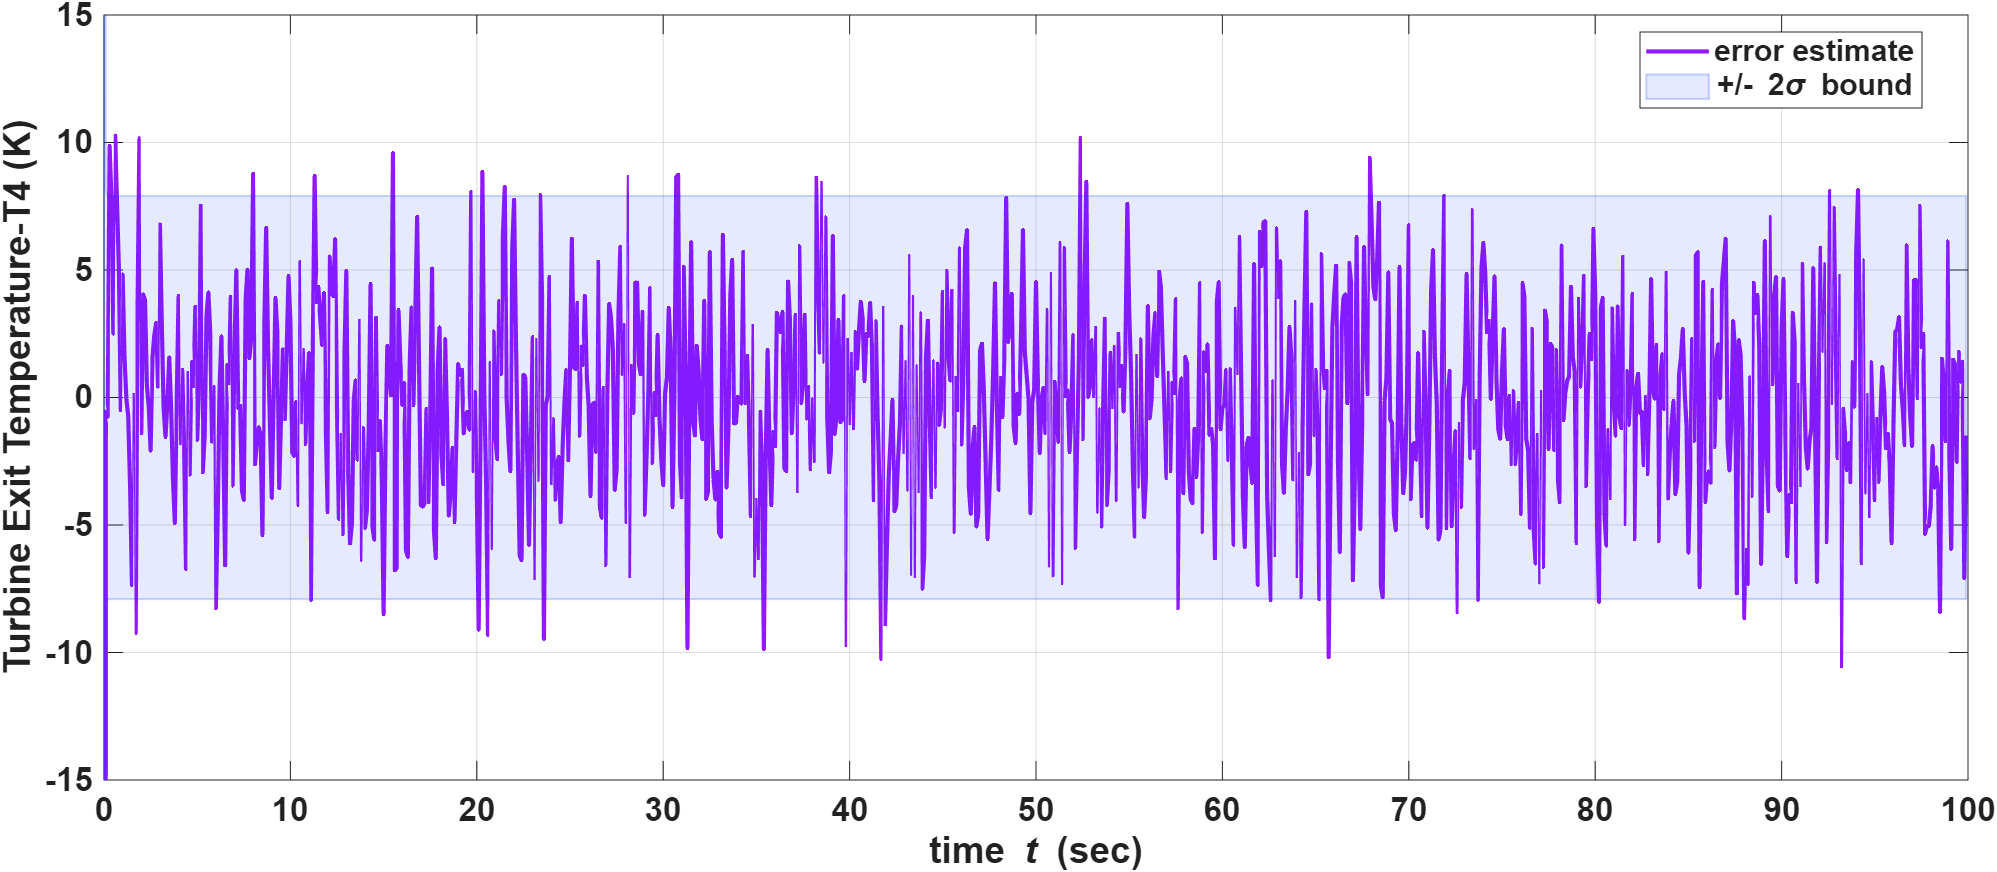 Turbine Exit Temperature-T4 (K)
15
10
5
0
-5
-10
-15
error estimate
+/- 2σ bound
0 10 20 30 40 50 60 70 80 90 100
time t (sec)